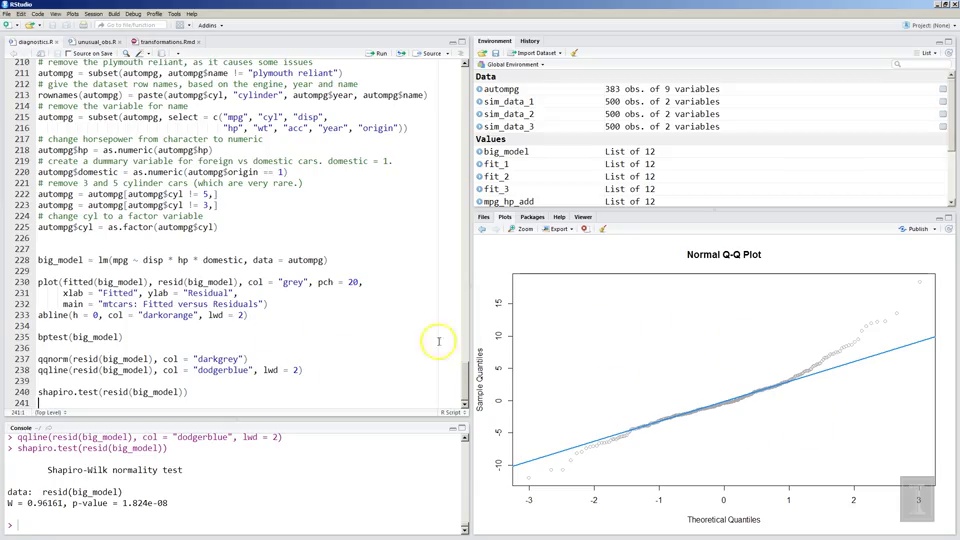 RStudio
File Edit Code View Plots Session Build Debug Profile Tools Help
Go to file/function
Addins
Project: (None)
diagnostics.R
unusual_obs.R
transformations.Rmd
Source on Save
Run
Source
210 # remove the plymouth reliant, as it causes some issues
211 autompg = subset(autompg, autompg$name != "plymouth reliant")
212 # give the dataset row names, based on the engine, year and name
213 rownames(autompg) = paste(autompg$cyl, "cylinder", autompg$year, autompg$name)
214 # remove the variable for name
215 autompg = subset(autompg, select = c("mpg", "cyl", "disp",
216 "hp", "wt", "acc", "year", "origin"))
217 # change horsepower from character to numeric
218 autompg$hp = as.numeric(autompg$hp)
219 # create a dummary variable for foreign vs domestic cars. domestic = 1.
220 autompg$domestic = as.numeric(autompg$origin == 1)
221 # remove 3 and 5 cylinder cars (which are very rare.)
222 autompg = autompg[autompg$cyl != 5,]
223 autompg = autompg[autompg$cyl != 3,]
224 # change cyl to a factor variable
225 autompg$cyl = as.factor(autompg$cyl)
226
227
228 big_model = lm(mpg ~ disp * hp * domestic, data = autompg)
229
230 plot(fitted(big_model), resid(big_model), col = "grey", pch = 20,
231 xlab = "Fitted", ylab = "Residual",
232 main = "mtcars: Fitted versus Residuals")
233 abline(h = 0, col = "darkorange", lwd = 2)
234
235 bptest(big_model)
236
237 qqnorm(resid(big_model), col = "darkgrey")
238 qqline(resid(big_model), col = "dodgerblue", lwd = 2)
239
240 shapiro.test(resid(big_model))
241
241:1 (Top Level) R Script
Console ~/
> qqline(resid(big_model), col = "dodgerblue", lwd = 2)
> shapiro.test(resid(big_model))
Shapiro-Wilk normality test
data: resid(big_model)
W = 0.96161, p-value = 1.824e-08
>
Environment History
Import Dataset
List
Global Environment
Data
autompg 383 obs. of 9 variables
sim_data_1 500 obs. of 2 variables
sim_data_2 500 obs. of 2 variables
sim_data_3 500 obs. of 2 variables
Values
big_model List of 12
fit_1 List of 12
fit_2 List of 12
fit_3 List of 12
mpg_hp_add List of 12
Files Plots Packages Help Viewer
Zoom Export Publish
Normal Q-Q Plot
Sample Quantiles
15
10
5
0
-5
-10
-3 -2 -1 0 1 2 3
Theoretical Quantiles